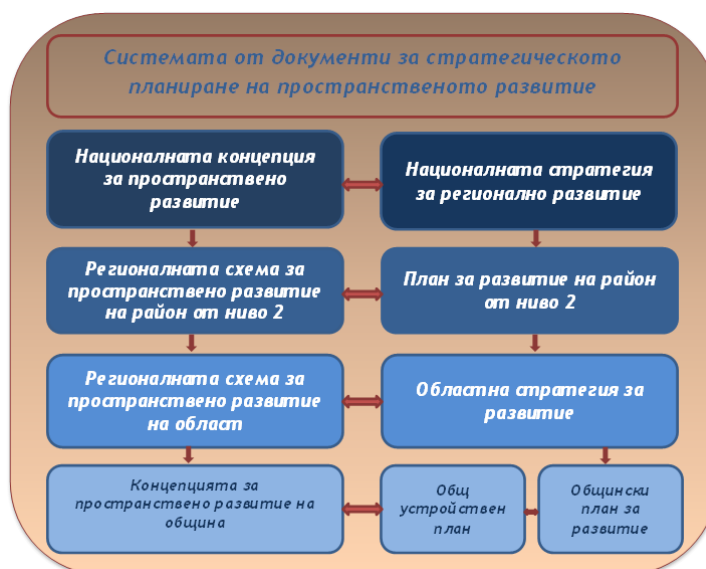 Системата от документи за стратегическото
планиране на пространственото развитие
Националната концепция
за пространствено
развитие
Националната стратегия
за регионално развитие
Регионалната схема за
пространствено развитие
на район от ниво 2
План за развитие на район
от ниво 2
Регионалната схема за
пространствено развитие
на област
Областна стратегия за
развитие
Концепцията за
пространствено развитие на
община
Общ
устройствен
план
Общински
план за
развитие